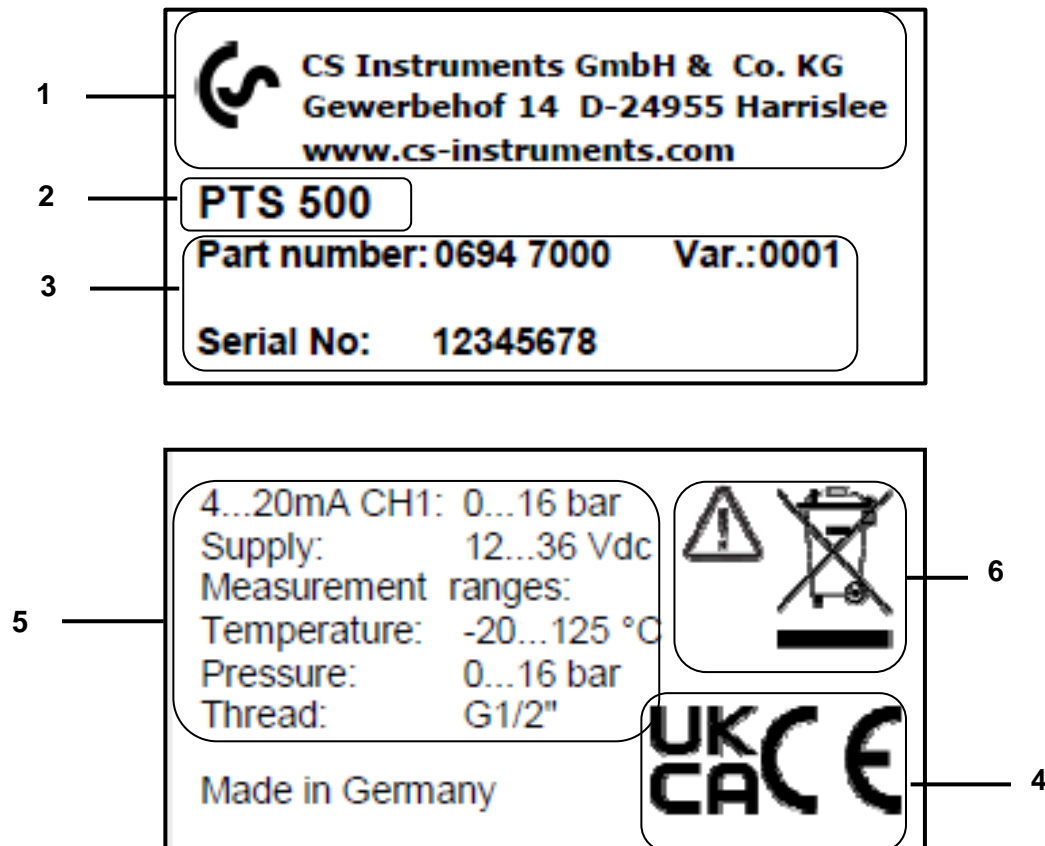 1
CS Instruments GmbH & Co. KG
Gewerbehof 14 D-24955 Harrislee
www.cs-instruments.com
2
PTS 500
3
Part number: 0694 7000 Var.:0001
Serial No: 12345678
5
4...20mA CH1: 0...16 bar
Supply: 12...36 Vdc
Measurement ranges:
Temperature: -20...125 °C
Pressure: 0...16 bar
Thread: G1/2"
Made in Germany
6
UK
CA CE
4